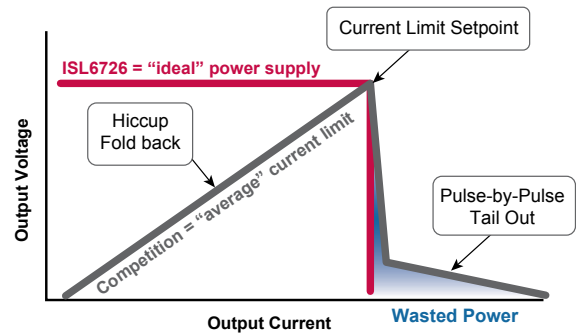 Current Limit Setpoint
ISL6726 = “ideal” power supply
Hiccup
Fold back
Competition = “average” current limit
Pulse-by-Pulse
Tail Out
Output Voltage
Output Current
Wasted Power